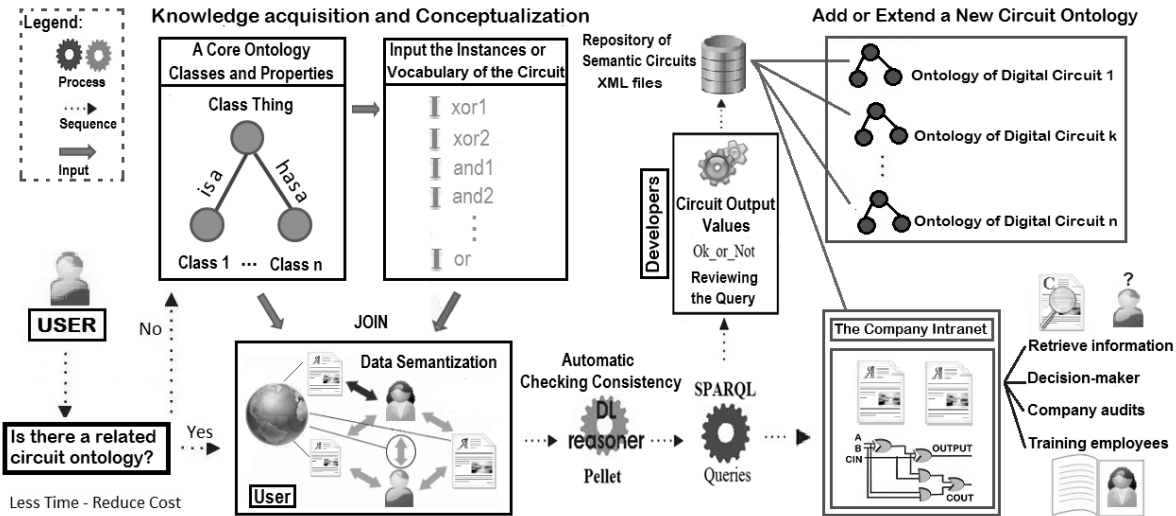 Legend:
Process
Sequence
Input
Knowledge acquisition and Conceptualization
A Core Ontology
Classes and Properties
Class Thing
is a
has a
Class 1 ... Class n
Input the Instances or
Vocabulary of the Circuit
xor1
xor2
and1
and2
or
Repository of
Semantic Circuits
XML files
Developers
Circuit Output
Values
Ok_or_Not
Reviewing
the Query
Add or Extend a New Circuit Ontology
Ontology of Digital Circuit 1
Ontology of Digital Circuit k
Ontology of Digital Circuit n
USER
No
Is there a related
circuit ontology?
Yes
Less Time - Reduce Cost
JOIN
Data Semantization
User
Automatic
Checking Consistency
DL
reasoner
Pellet
SPARQL
Queries
The Company Intranet
A
B
CIN
OUTPUT
COUT
C
?
Retrieve information
Decision-maker
Company audits
Training employees